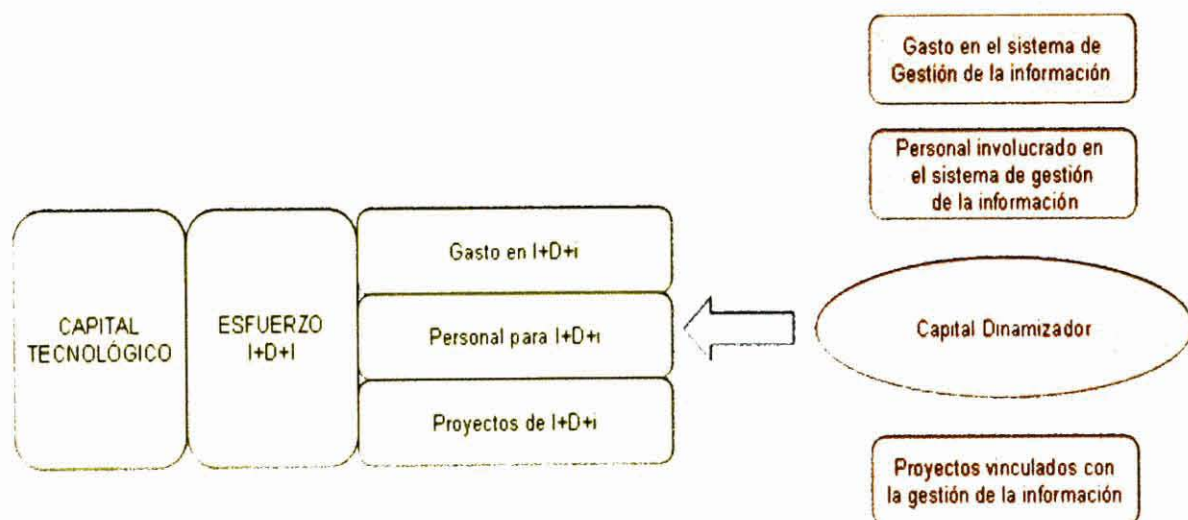 CAPITAL
TECNOLÓGICO
ESFUERZO
I+D+I
Gasto en I+D+i
Personal para I+D+i
Proyectos de I+D+i
Gasto en el sistema de
Gestión de la información
Personal involucrado en
el sistema de gestión
de la información
Capital Dinamizador
Proyectos vinculados con
la gestión de la información